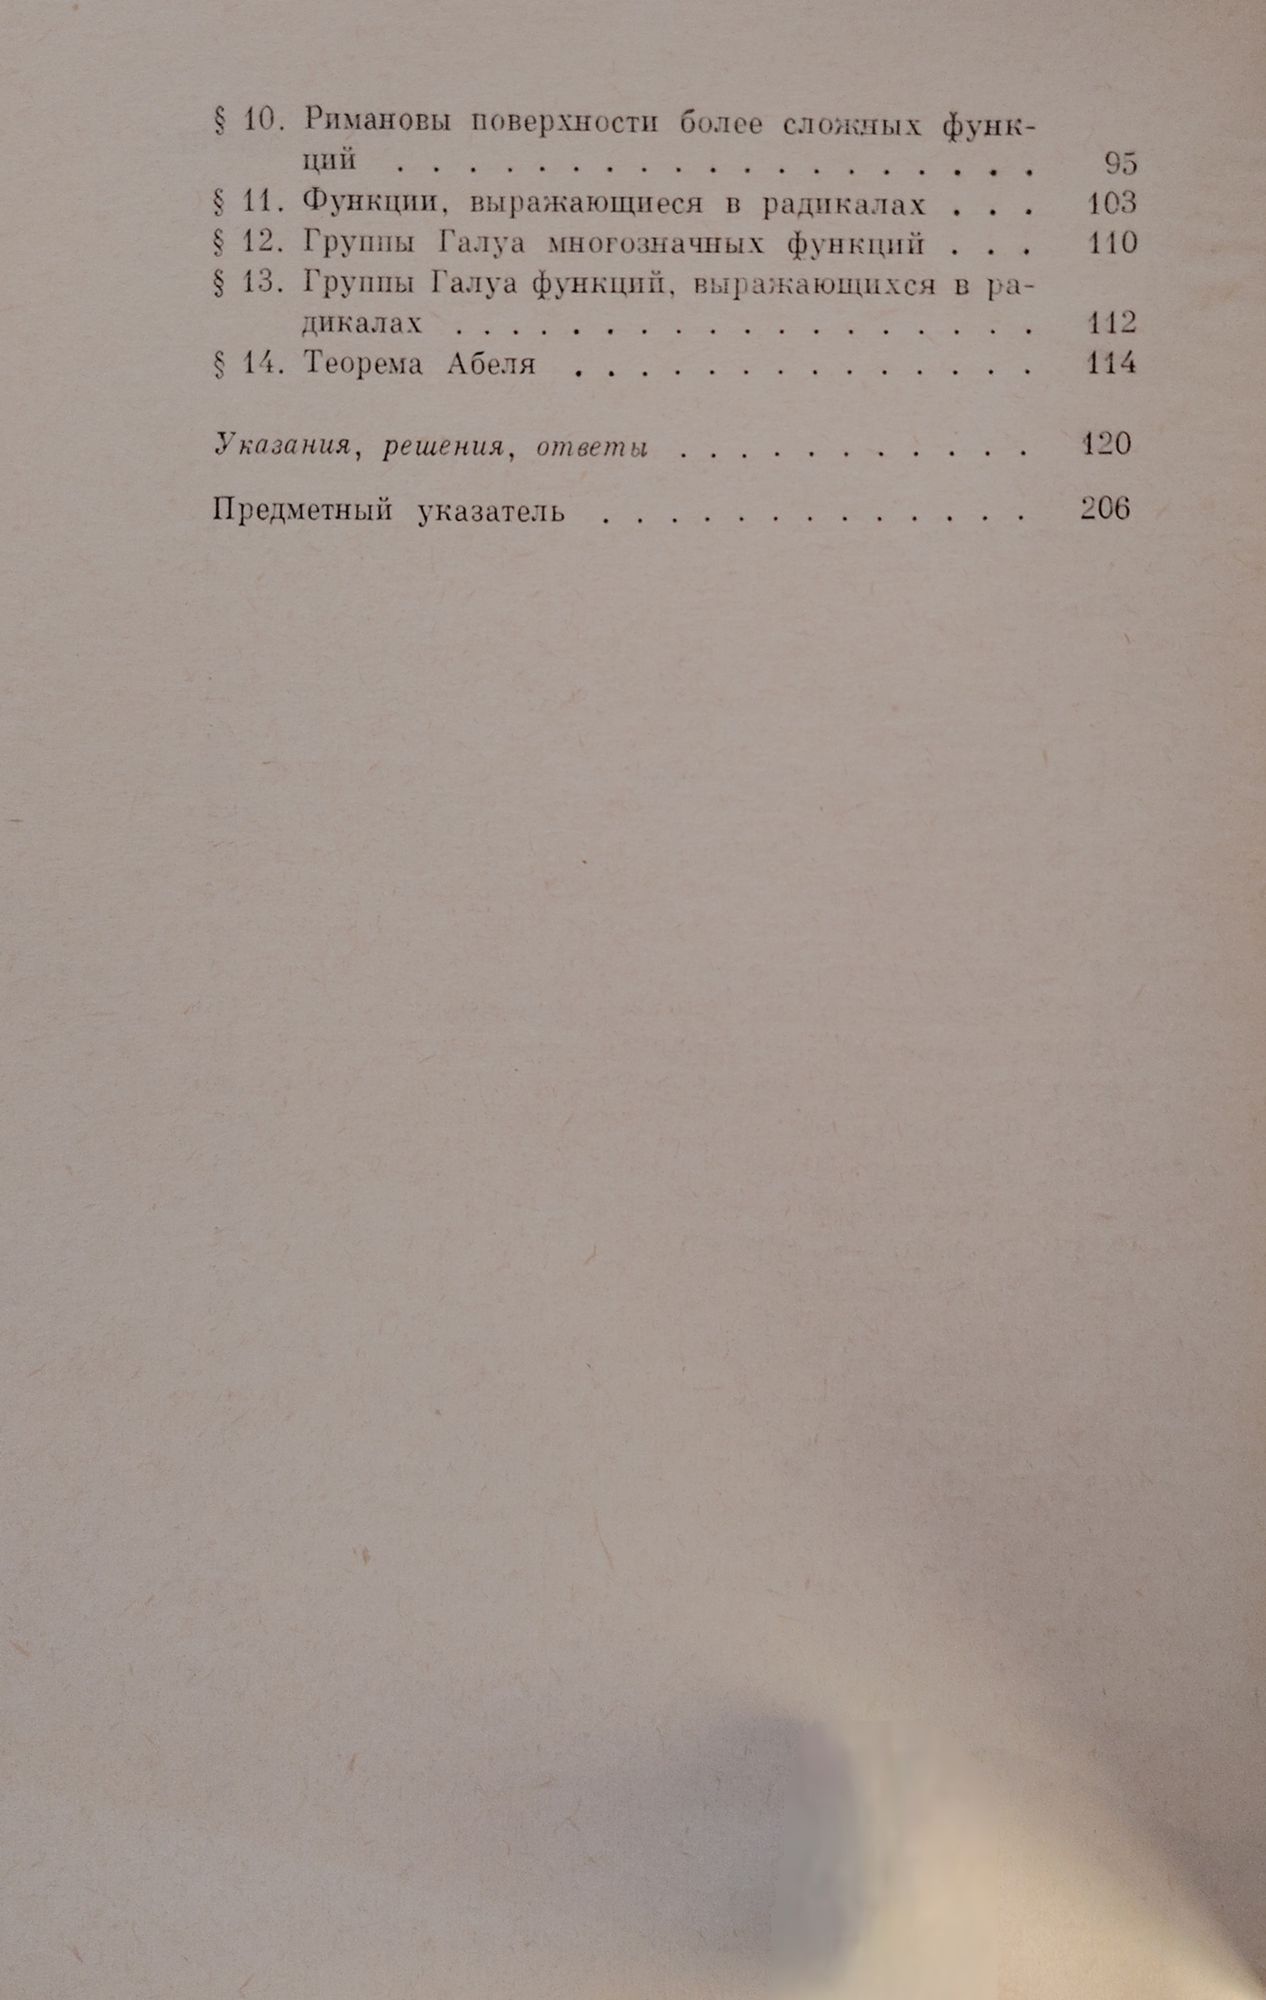 § 10. Римановы поверхности более сложных функ-
ций . . . . . . . . . . . . . . . . . . . 95
§ 11. Функции, выражающиеся в радикалах . . . 103
§ 12. Группы Галуа многозначных функций . . . 110
§ 13. Группы Галуа функций, выражающихся в ра-
дикалах . . . . . . . . . . . . . . . . . . 112
§ 14. Теорема Абеля . . . . . . . . . . . . . . 114
Указания, решения, ответы . . . . . . . . . . . 120
Предметный указатель . . . . . . . . . . . . . 206